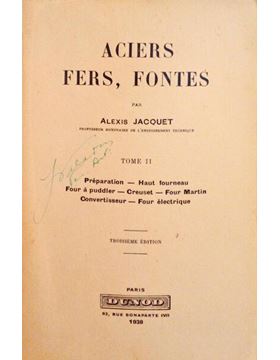 ACIERS
FERS, FONTES
PAR
ALEXIS JACQUET
PROFESSEUR HONORAIRE DE L'ENSEIGNEMENT TECHNIQUE
TOME II
Préparation — Haut fourneau
Four à puddler — Creuset — Four Martin
Convertisseur — Four électrique
TROISIÈME ÉDITION
PARIS
DUNOD
92, RUE BONAPARTE (VI)
1938